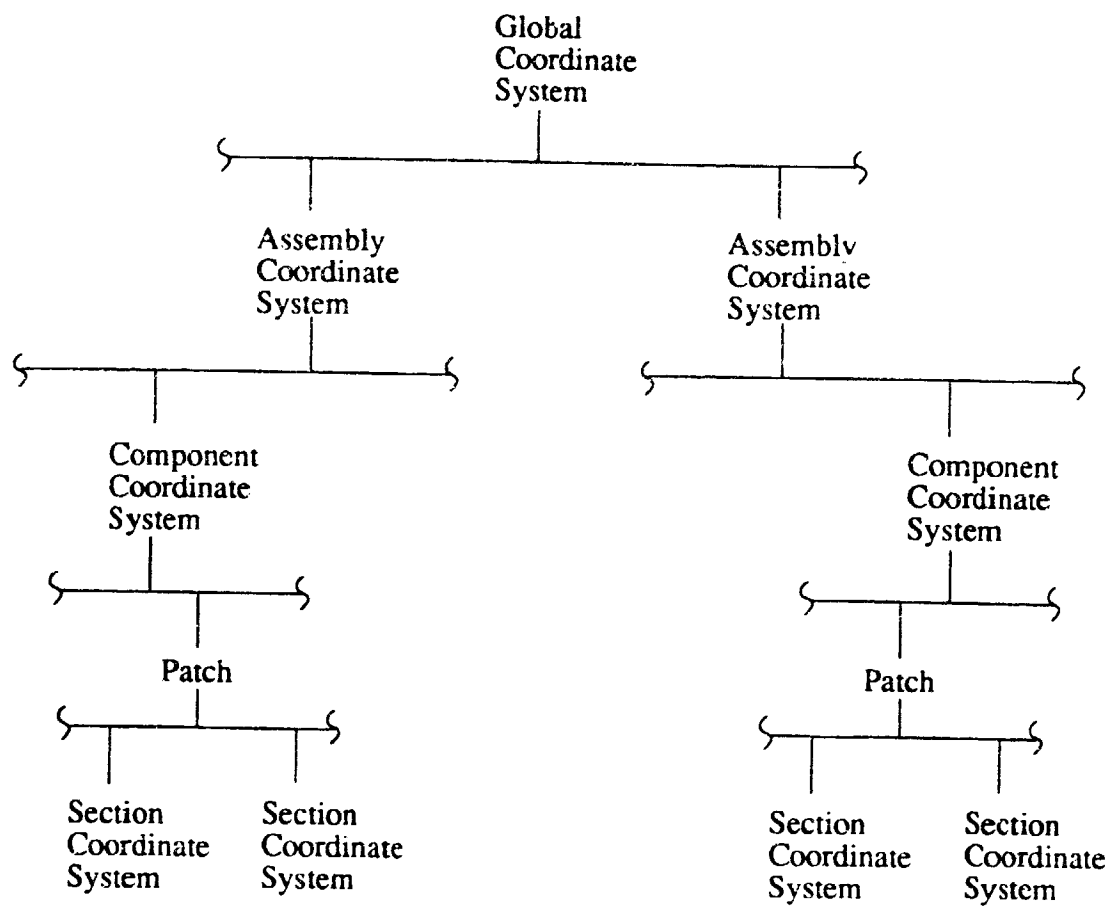 Global
Coordinate
System
Assembly
Coordinate
System
Assembly
Coordinate
System
Component
Coordinate
System
Component
Coordinate
System
Patch
Patch
Section
Coordinate
System
Section
Coordinate
System
Section
Coordinate
System
Section
Coordinate
System